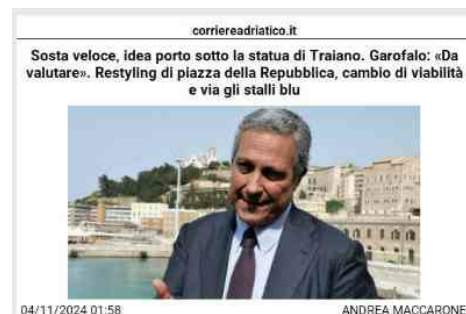 corriereadriatico.it
Sosta veloce, idea porto sotto la statua di Traiano. Garofalo: «Da
valutare». Restyling di piazza della Repubblica, cambio di viabilità
e via gli stalli blu
04/11/2024 01:58
ANDREA MACCARONE